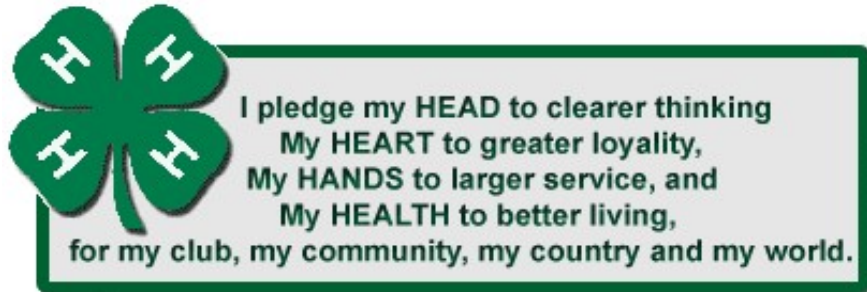 H H
H H
I pledge my HEAD to clearer thinking
My HEART to greater loyality,
My HANDS to larger service, and
My HEALTH to better living,
for my club, my community, my country and my world.